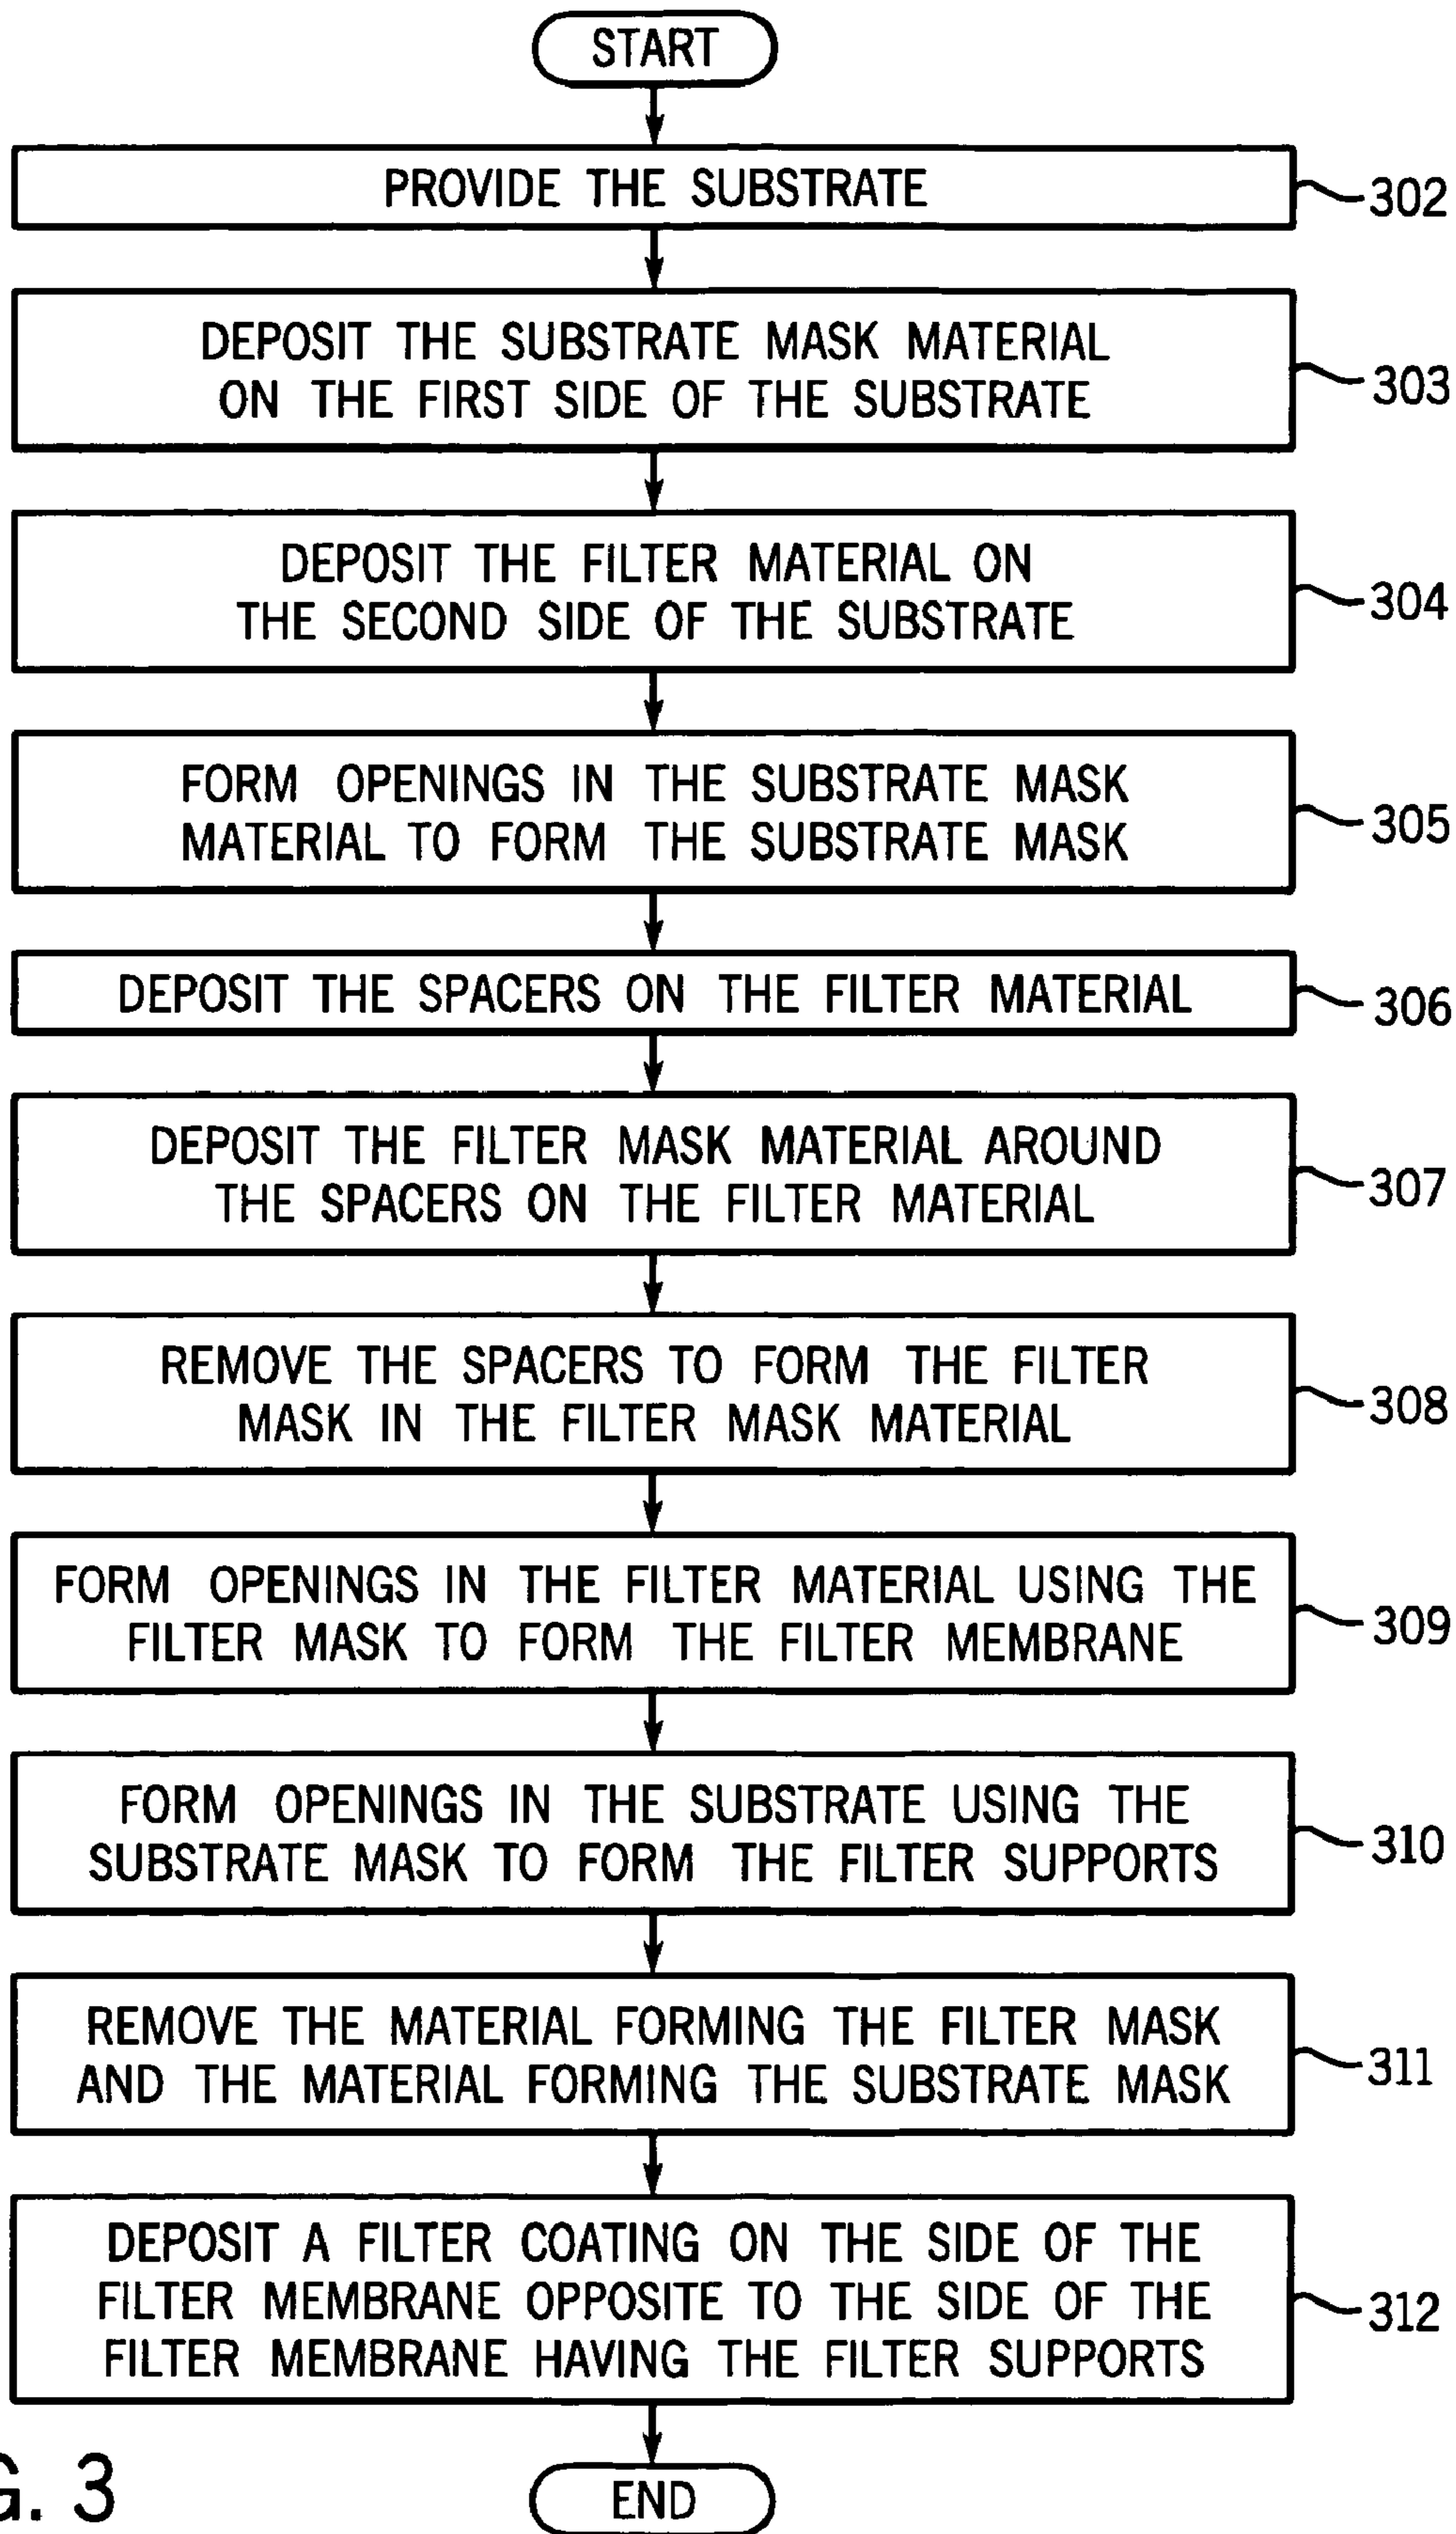 START
PROVIDE THE SUBSTRATE
302
DEPOSIT THE SUBSTRATE MASK MATERIAL
ON THE FIRST SIDE OF THE SUBSTRATE
303
DEPOSIT THE FILTER MATERIAL ON
THE SECOND SIDE OF THE SUBSTRATE
304
FORM OPENINGS IN THE SUBSTRATE MASK
MATERIAL TO FORM THE SUBSTRATE MASK
305
DEPOSIT THE SPACERS ON THE FILTER MATERIAL
306
DEPOSIT THE FILTER MASK MATERIAL AROUND
THE SPACERS ON THE FILTER MATERIAL
307
REMOVE THE SPACERS TO FORM THE FILTER
MASK IN THE FILTER MASK MATERIAL
308
FORM OPENINGS IN THE FILTER MATERIAL USING THE
FILTER MASK TO FORM THE FILTER MEMBRANE
309
FORM OPENINGS IN THE SUBSTRATE USING THE
SUBSTRATE MASK TO FORM THE FILTER SUPPORTS
310
REMOVE THE MATERIAL FORMING THE FILTER MASK
AND THE MATERIAL FORMING THE SUBSTRATE MASK
311
DEPOSIT A FILTER COATING ON THE SIDE OF THE
FILTER MEMBRANE OPPOSITE TO THE SIDE OF THE
FILTER MEMBRANE HAVING THE FILTER SUPPORTS
312
END
G. 3